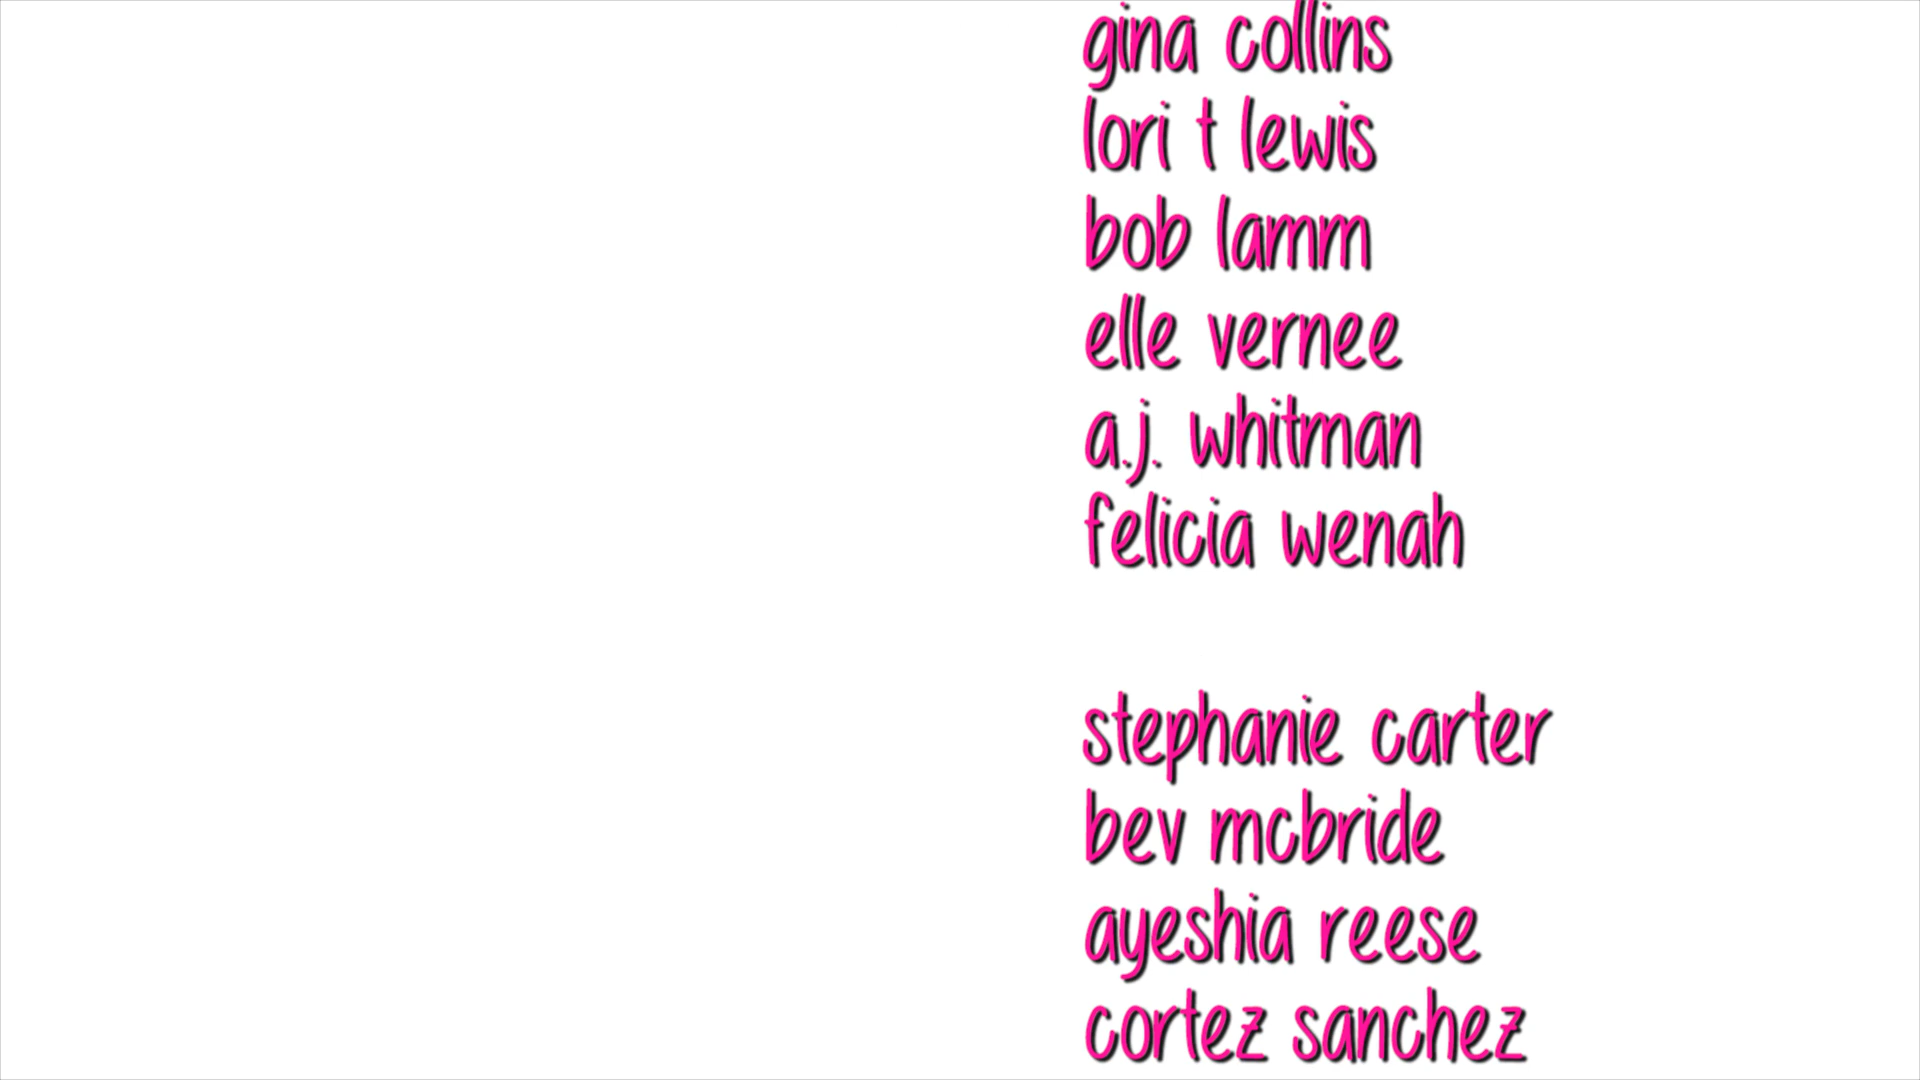 gina collins
lori t lewis
bob lamm
elle vernee
a.j. whitman
felicia wenah
stephanie carter
bev mcbride
ayeshia reese
cortez sanchez